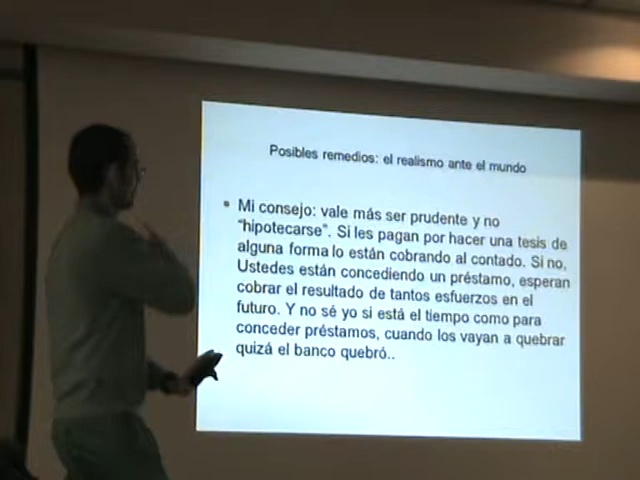 Posibles remedios: el realismo ante el mundo
• Mi consejo: vale más ser prudente y no
"hipotecarse". Si les pagan por hacer una tesis de
alguna forma lo están cobrando al contado. Si no,
Ustedes están concediendo un préstamo, esperan
cobrar el resultado de tantos esfuerzos en el
futuro. Y no sé yo si está el tiempo como para
conceder préstamos, cuando los vayan a quebrar
quizá el banco quebró..